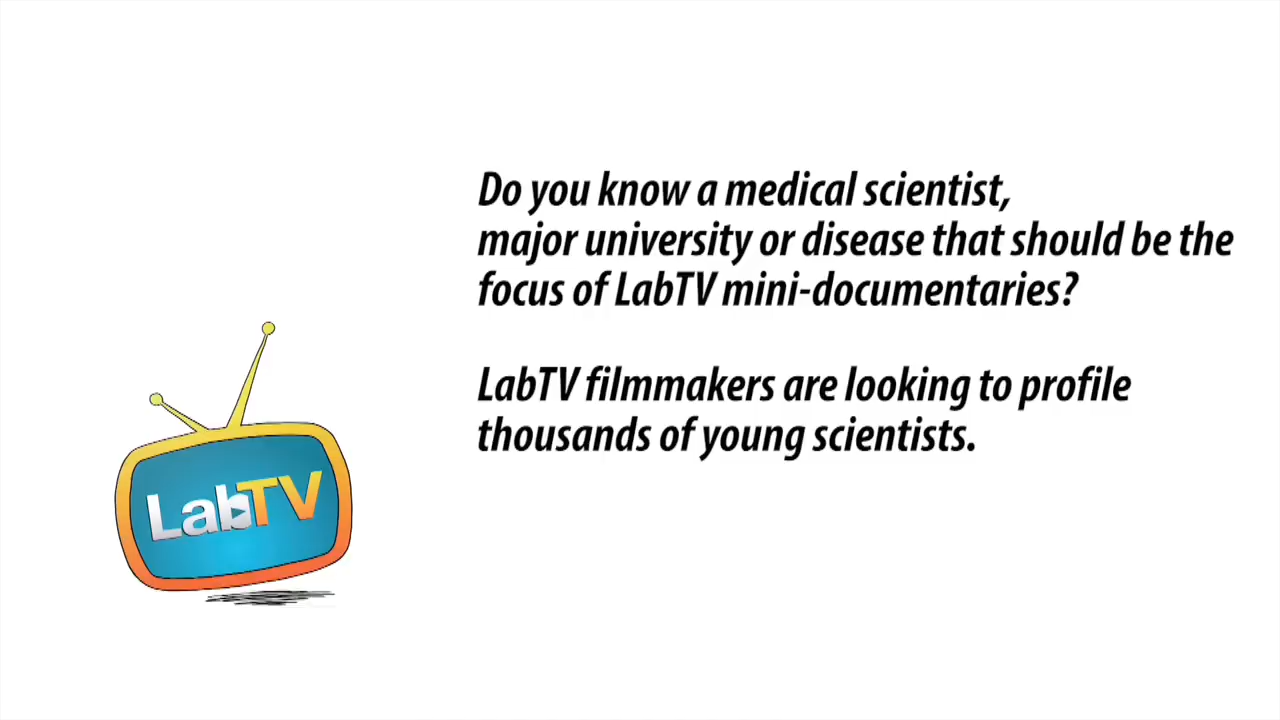 Do you know a medical scientist,
major university or disease that should be the
focus of LabTV mini-documentaries?
LabTV filmmakers are looking to profile
thousands of young scientists.
LabTV